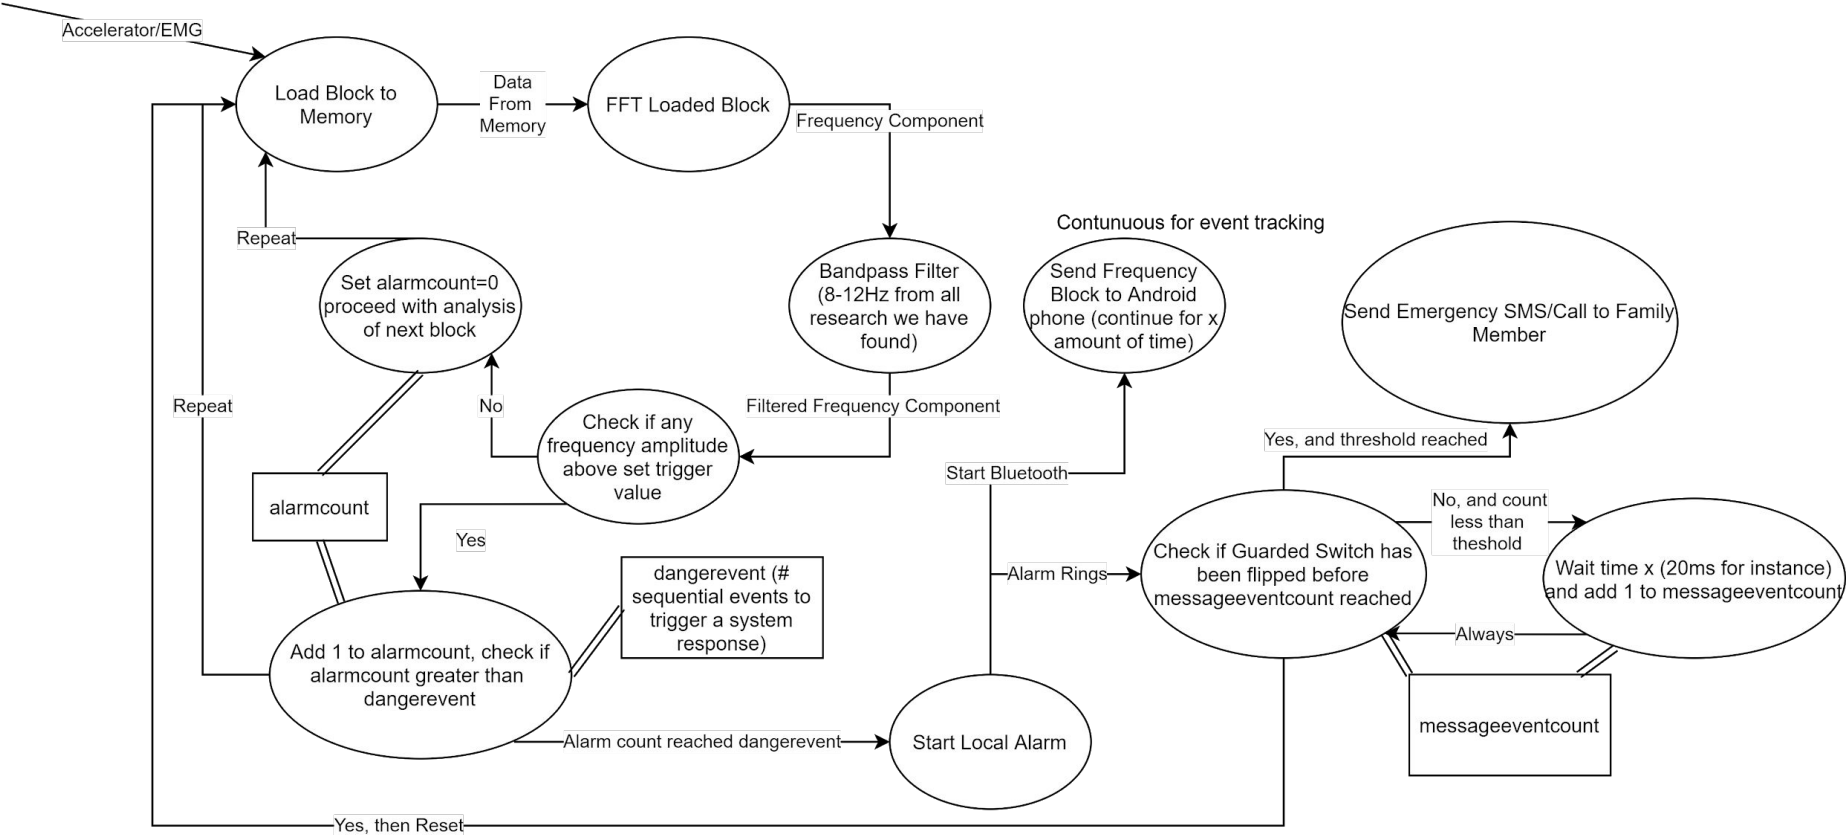 Accelerator/EMG
Load Block to
Memory
Data
From
Memory
FFT Loaded Block
Frequency Component
Repeat
Set alarmcount=0
proceed with analysis
of next block
Bandpass Filter
(8-12Hz from all
research we have
found)
Contunuous for event tracking
Send Frequency
Block to Android
phone (continue for x
amount of time)
Send Emergency SMS/Call to Family
Member
Repeat
No
Check if any
frequency amplitude
above set trigger
value
Filtered Frequency Component
Yes, and threshold reached
Start Bluetooth
alarmcount
Yes
No, and count
less than
theshold
Check if Guarded Switch has
been flipped before
messageeventcount reached
Wait time x (20ms for instance)
and add 1 to messageeventcount
Alarm Rings
dangerevent (#
sequential events to
trigger a system
response)
Always
Add 1 to alarmcount, check if
alarmcount greater than
dangerevent
Alarm count reached dangerevent
Start Local Alarm
messageeventcount
Yes, then Reset